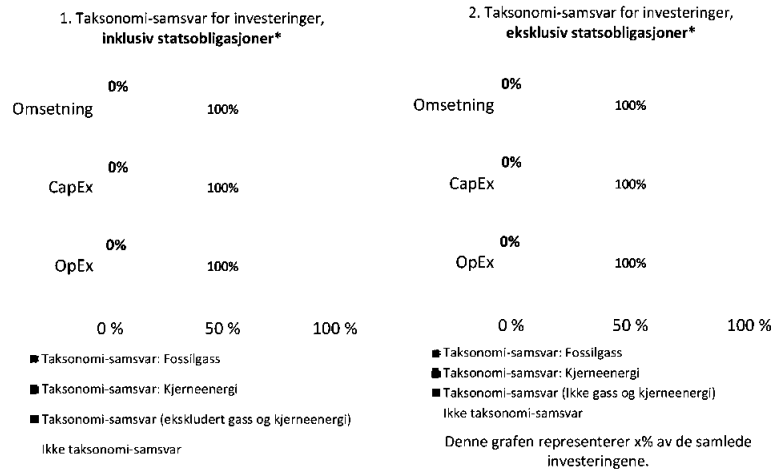 1. Taksonomi-samsvar for investeringer,
inklusiv statsobligasjoner*
0%
Omsetning
100%
0%
CapEx
100%
0%
OpEx
100%
0 %
50 %
100 %
■ Taksonomi-samsvar: Fossilgass
■ Taksonomi-samsvar: Kjerneenergi
■ Taksonomi-samsvar (ekskludert gass og kjerneenergi)
Ikke taksonomi-samsvar
2. Taksonomi-samsvar for investeringer,
eksklusiv statsobligasjoner*
0%
Omsetning
100%
0%
CapEx
100%
0%
OpEx
100%
0 %
50 %
100 %
■ Taksonomi-samsvar: Fossilgass
■ Taksonomi-samsvar: Kjerneenergi
■ Taksonomi-samsvar (Ikke gass og kjerneenergi)
Ikke taksonomi-samsvar
Denne grafen representerer x% av de samlede
investeringene.